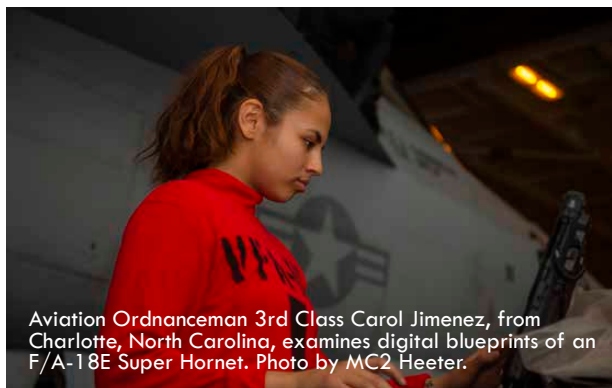 VFA-
Aviation Ordnanceman 3rd Class Carol Jimenez, from
Charlotte, North Carolina, examines digital blueprints of an
F/A-18E Super Hornet. Photo by MC2 Heeter.